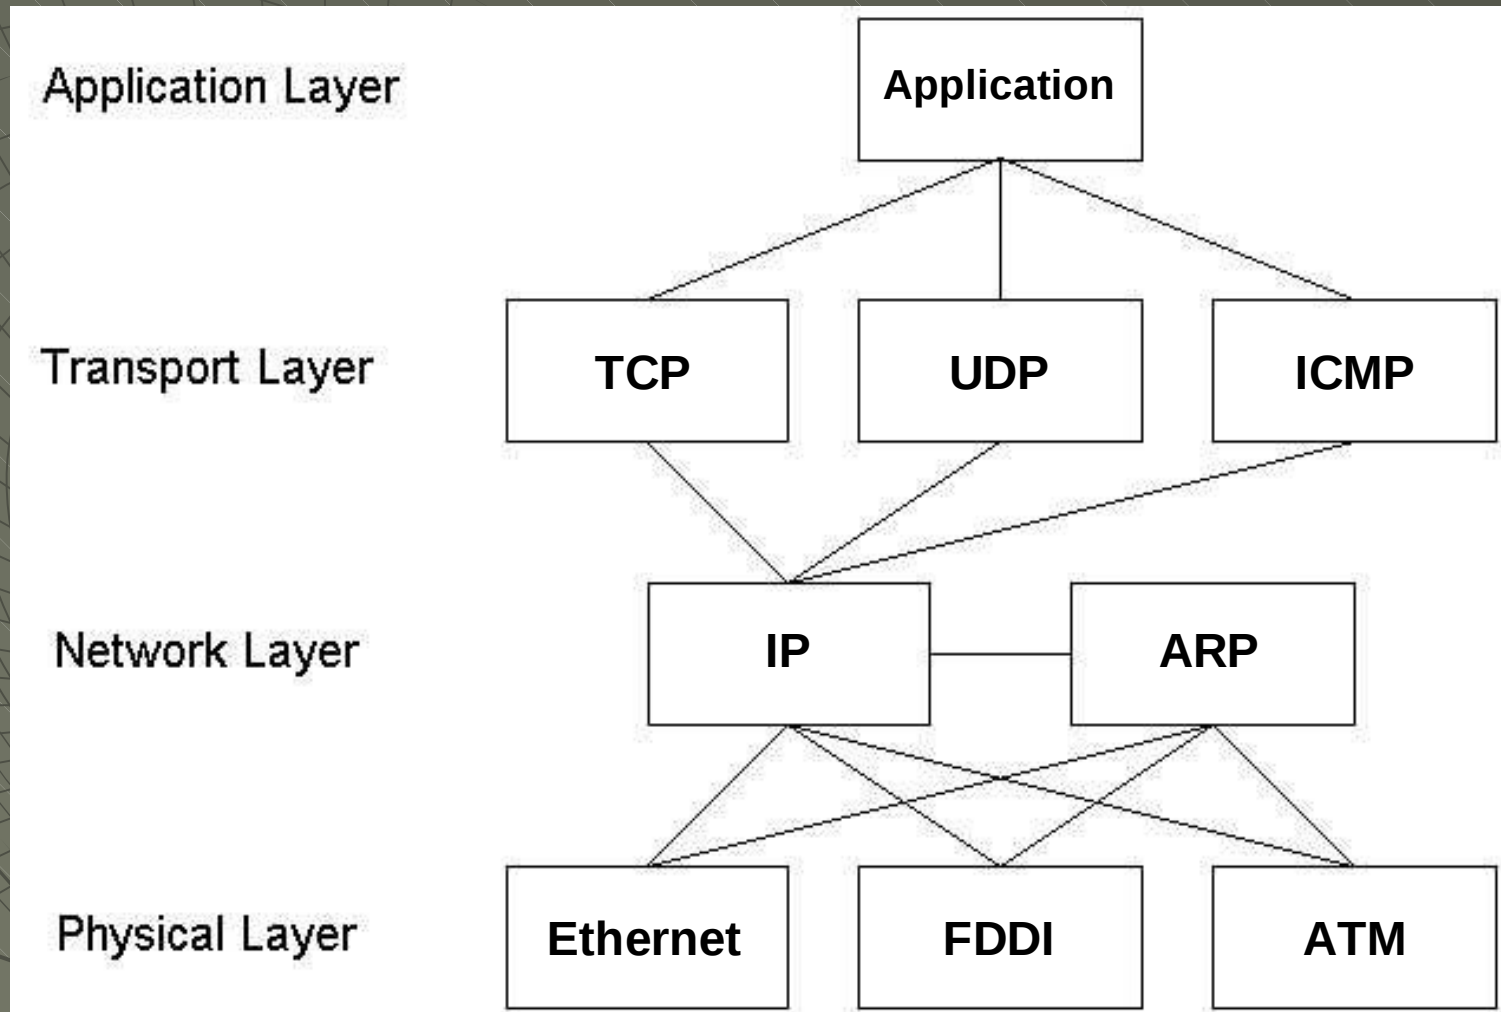 Application Layer
Application
Transport Layer
TCP
UDP
ICMP
Network Layer
IP
ARP
Physical Layer
Ethernet
FDDI
ATM